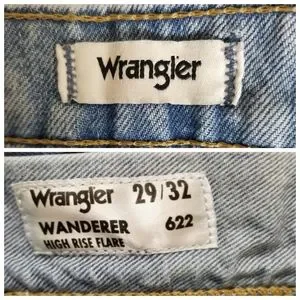 Wrangler
Wrangler 29/32
WANDERER 622
HIGH RISE FLARE